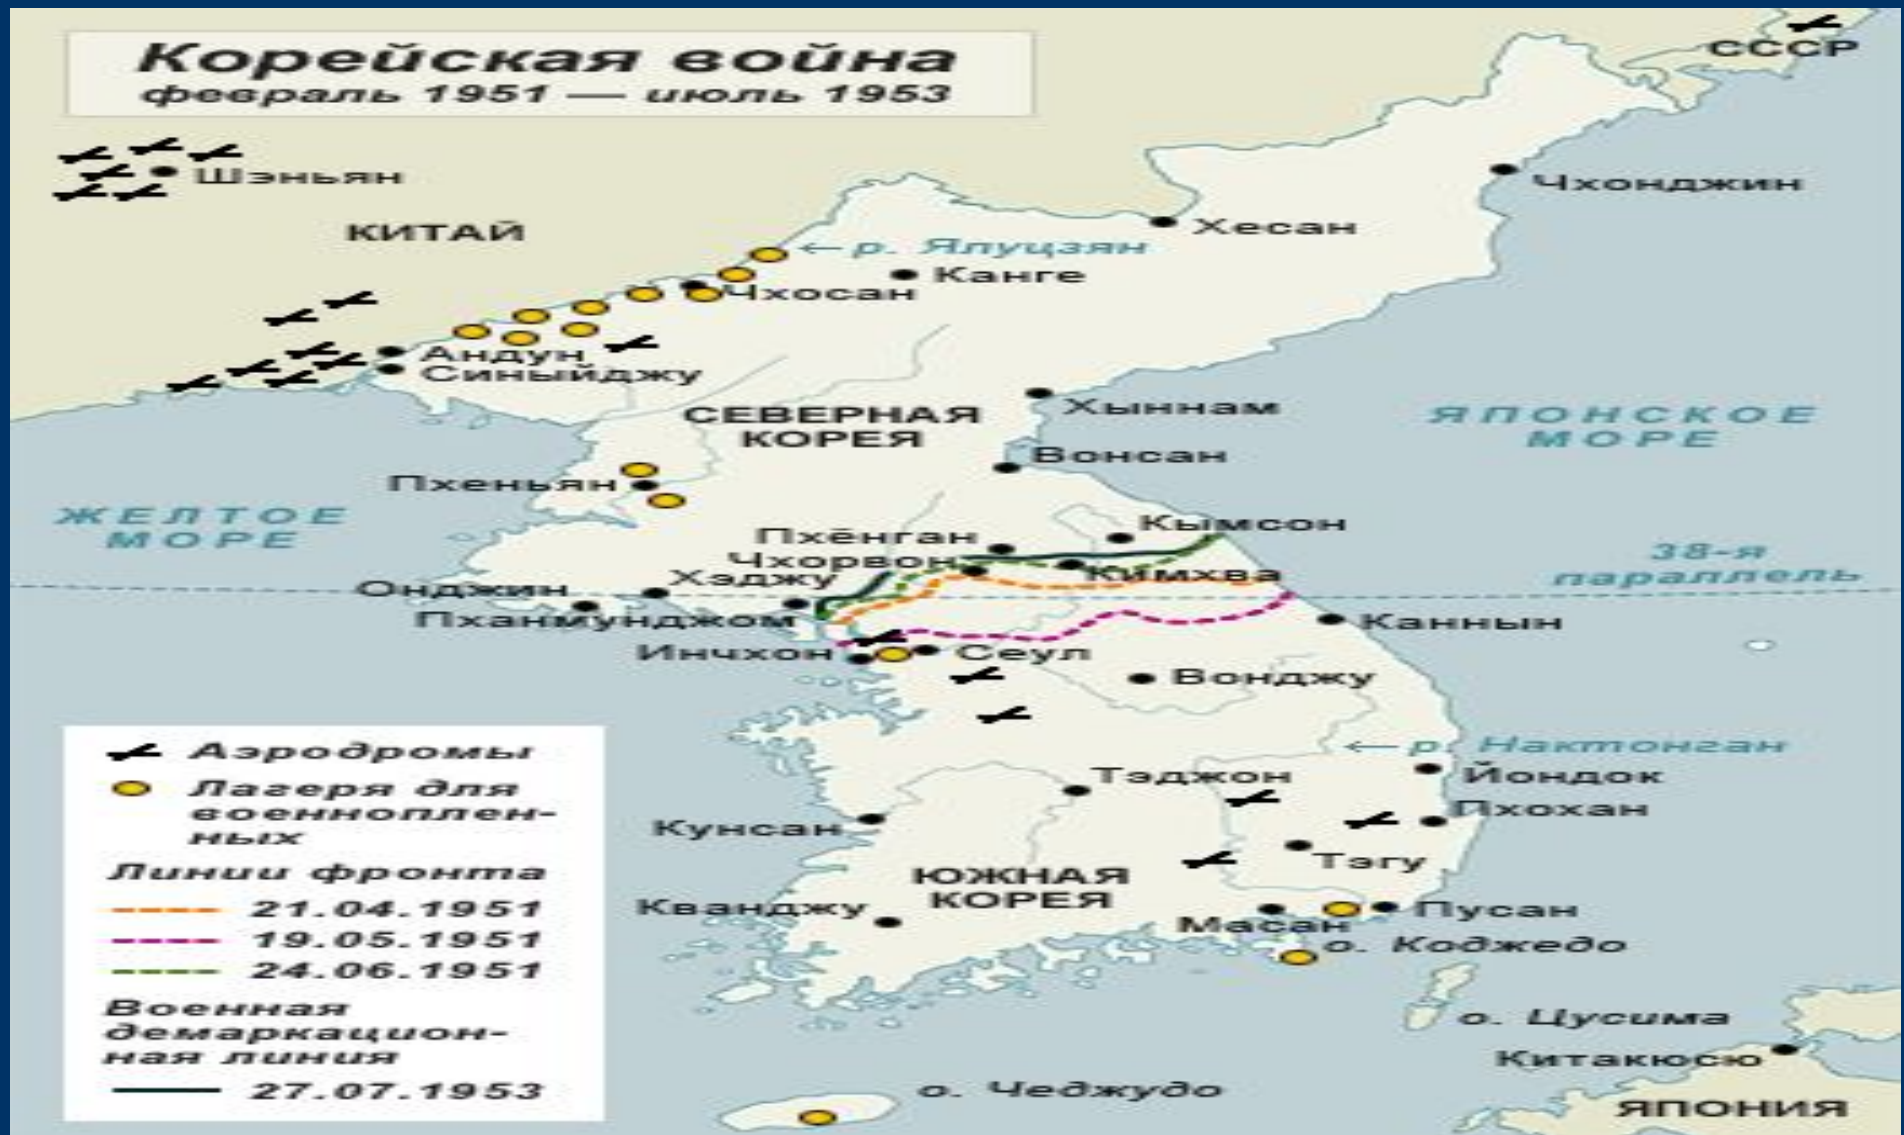 Корейская война
февраль 1951 — июль 1953
СССР
Шэньян
Чхонджин
КИТАЙ
Хесан
← р. Ялуцзян
Канге
Чхосан
Андун
Синыйджу
СЕВЕРНАЯ
КОРЕЯ
Хыннам
ЯПОНСКОЕ
МОРЕ
Вонсан
Пхеньян
ЖЕЛТОЕ
МОРЕ
Кымсон
Пхёнган
Чхорвон
Кимхва
38-я
параллель
Хэджу
Онджин
Пханмунджом
Каннын
Инчхон
Сеул
Вонджу
← р. Нактонган
Тэджон
Йондок
Пхохан
Кунсан
Тэгу
ЮЖНАЯ
КОРЕЯ
Кванджу
Масан
Пусан
о. Коджедо
о. Цусима
Китакюсю
о. Чеджудо
ЯПОНИЯ
Аэродромы
Лагеря для
военноплен-
ных
Линии фронта
21.04.1951
19.05.1951
24.06.1951
Военная
демаркацион-
ная линия
27.07.1953